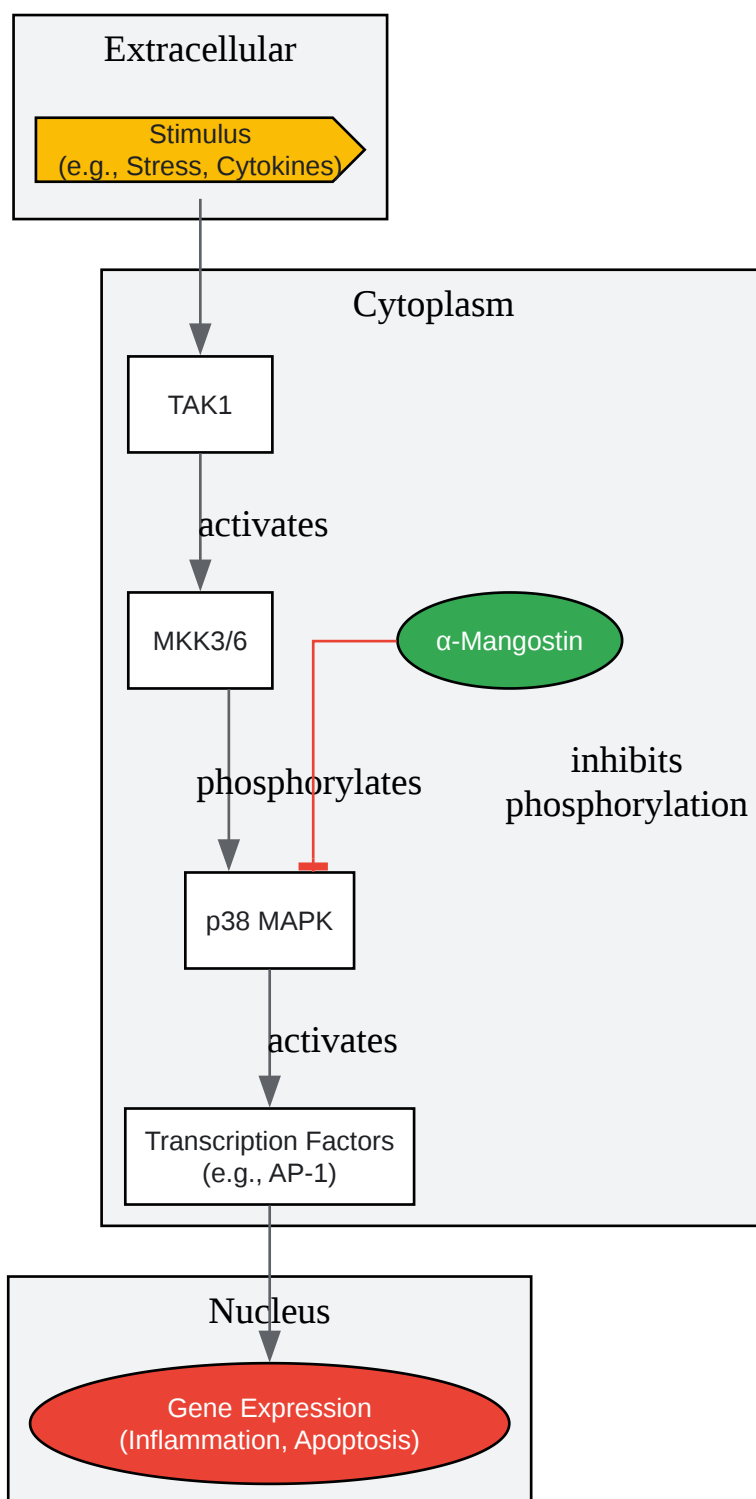 Extracellular
Stimulus
(e.g., Stress, Cytokines)
Cytoplasm
TAK1
activates
MKK3/6
α-Mangostin
phosphorylates
inhibits
phosphorylation
p38 MAPK
activates
Transcription Factors
(e.g., AP-1)
Nucleus
Gene Expression
(Inflammation, Apoptosis)